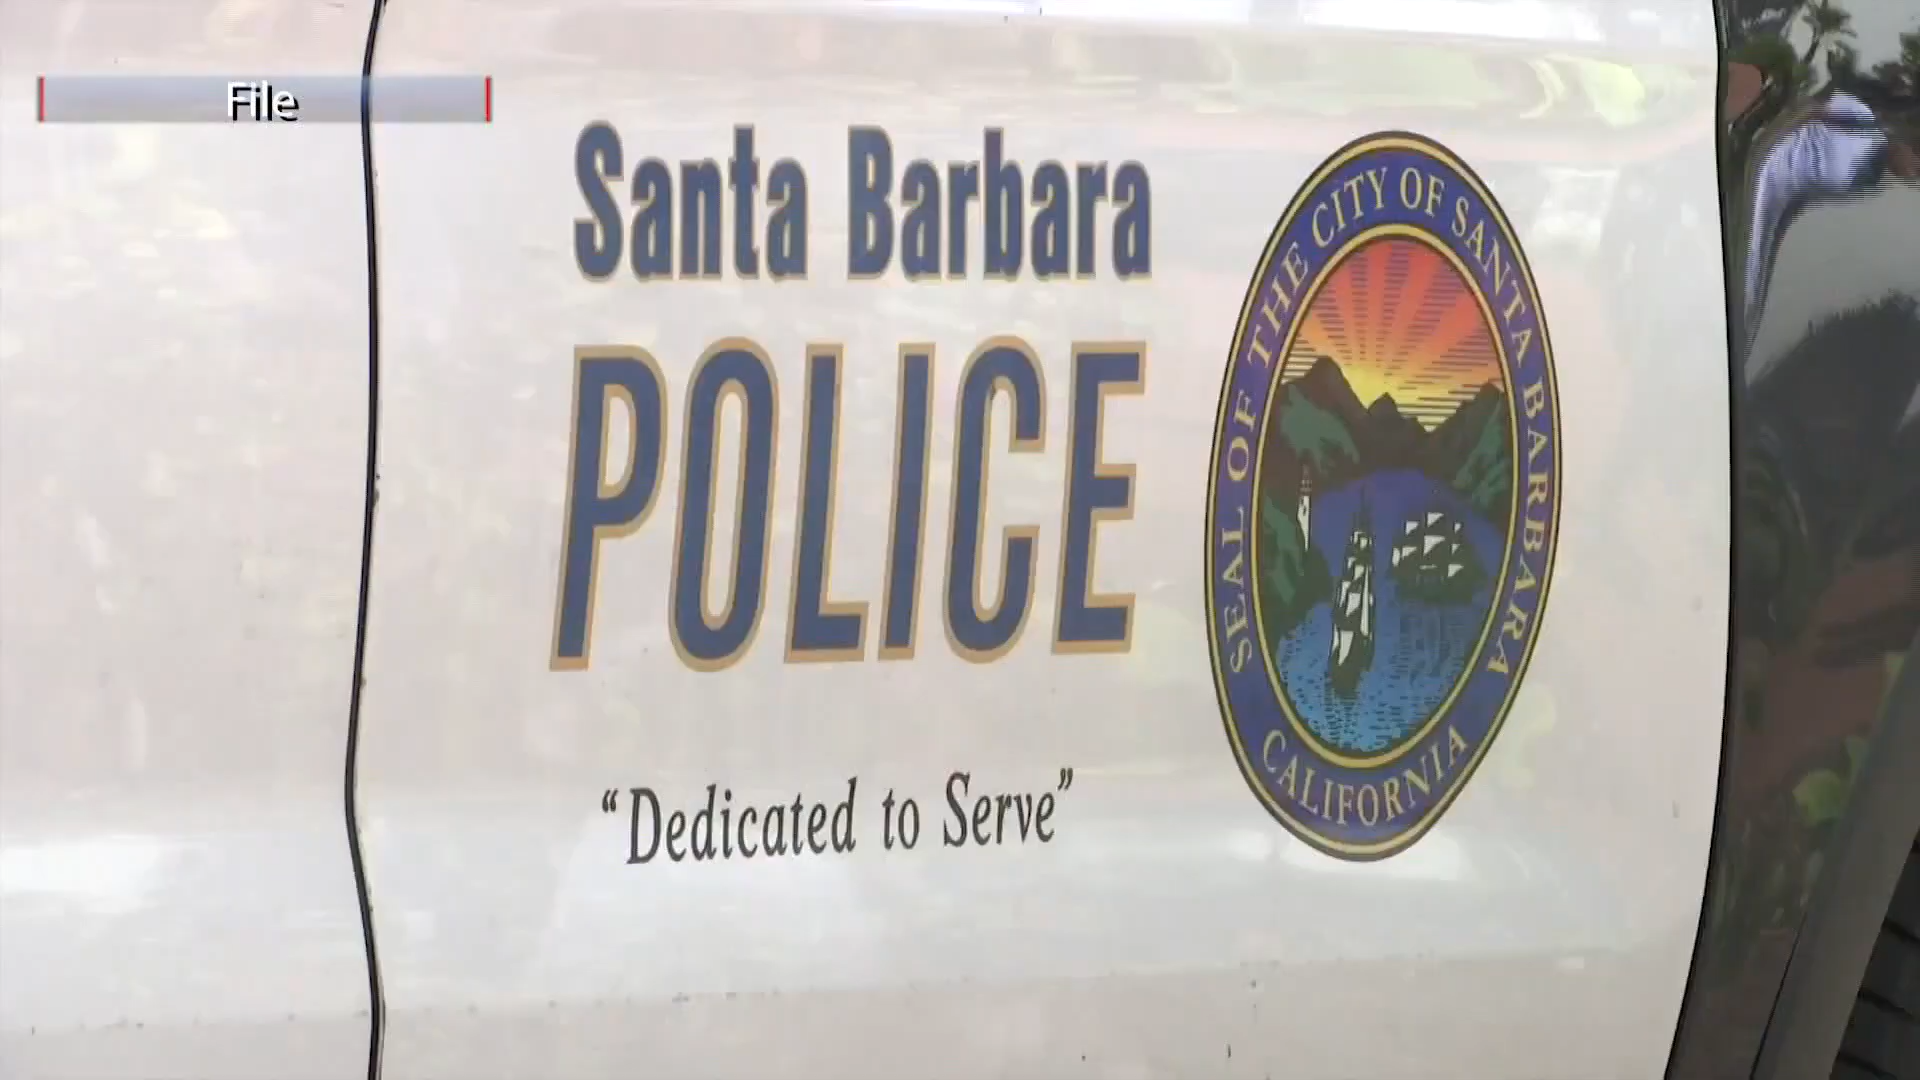 File
Santa Barbara
POLICE
“Dedicated to Serve”
SEAL OF THE CITY OF SANTA BARBARA
CALIFORNIA